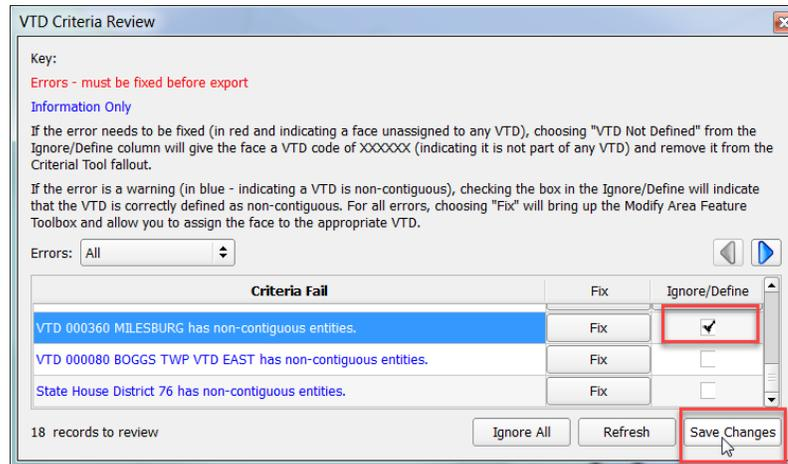 VTD Criteria Review
Key:
Errors - must be fixed before export
Information Only
If the error needs to be fixed (in red and indicating a face unassigned to any VTD), choosing "VTD Not Defined" from the
Ignore/Define column will give the face a VTD code of XXXXXX (indicating it is not part of any VTD) and remove it from the
Criterial Tool fallout.
If the error is a warning (in blue - indicating a VTD is non-contiguous), checking the box in the Ignore/Define will indicate
that the VTD is correctly defined as non-contiguous. For all errors, choosing "Fix" will bring up the Modify Area Feature
Toolbox and allow you to assign the face to the appropriate VTD.
Errors: All
Criteria Fail Fix Ignore/Define
VTD 000360 MILESBURG has non-contiguous entities. Fix
VTD 000080 BOGGS TWP VTD EAST has non-contiguous entities. Fix
State House District 76 has non-contiguous entities. Fix
18 records to review Ignore All Refresh Save Changes